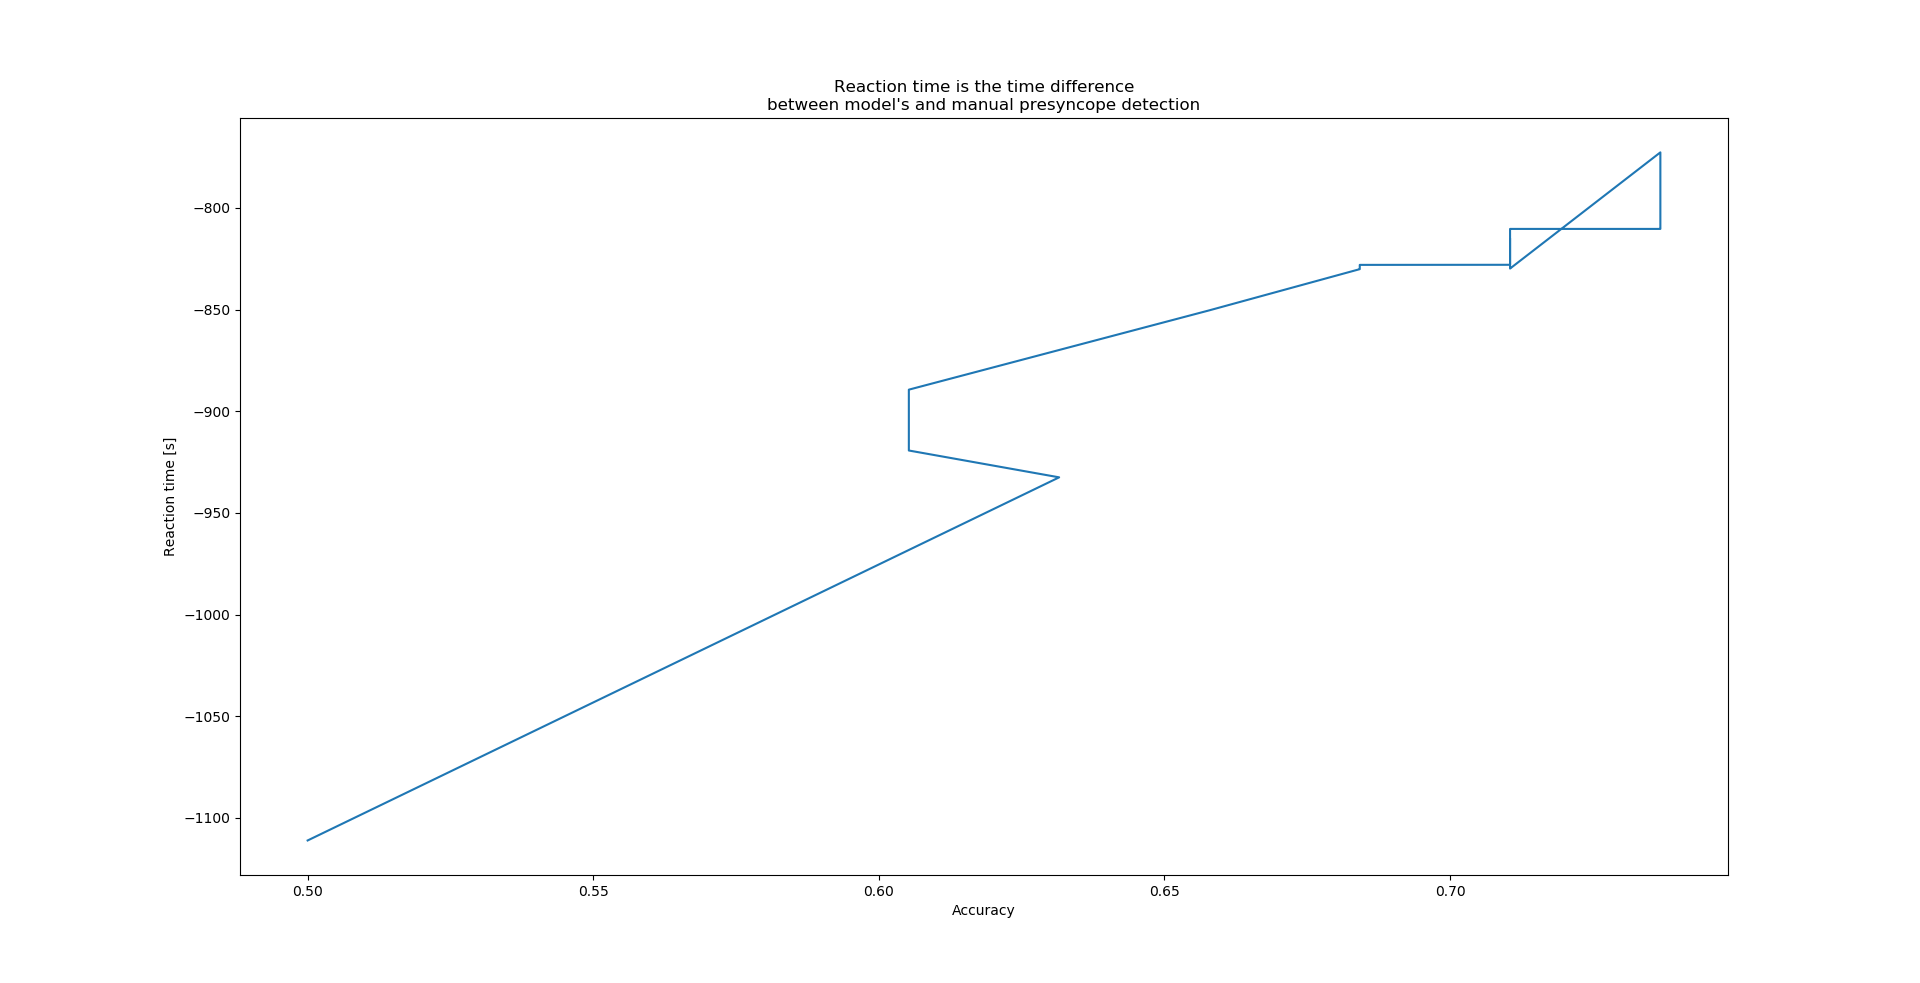 Reaction time is the time difference
between model's and manual presyncope detection
Reaction time [s]
−800
−850
−900
−950
−1000
−1050
−1100
0.50 0.55 0.60 0.65 0.70
Accuracy